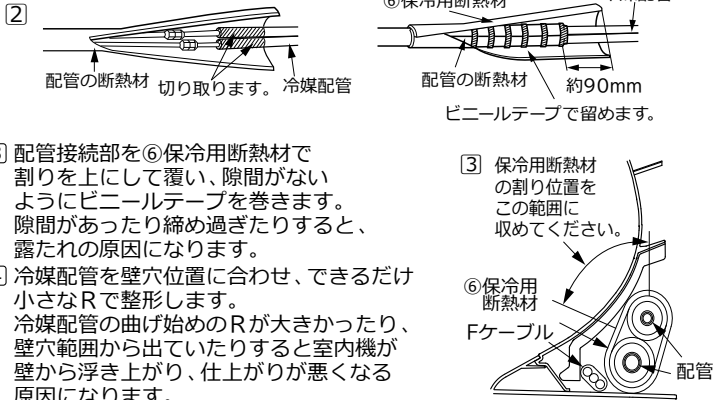 2
配管の断熱材
切り取ります。
冷媒配管
⑥保冷用断熱材
配管の断熱材
約90mm
ビニールテープで留めます。
配管接続部を⑥保冷用断熱材で
割りを上にして覆い、隙間がない
ようにビニールテープを巻きます。
隙間があったり締め過ぎたりすると、
露たれの原因になります。
冷媒配管を壁穴位置に合わせ、できるだけ
小さなRで整形します。
冷媒配管の曲げ始めのRが大きかったり、
壁穴範囲から出ていたりすると室内機が
壁から浮き上がり、仕上がりが悪くなる
原因になります。
3 保冷用断熱材
の割り位置を
この範囲に
収めてください。
⑥保冷用
断熱材
Fケーブル
配管